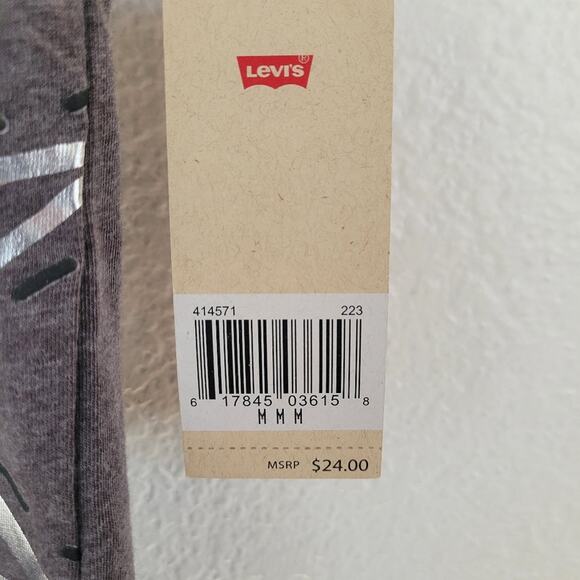 LEVI'S®
414571 223
6 17845 03615 8
M M M
MSRP $24.00